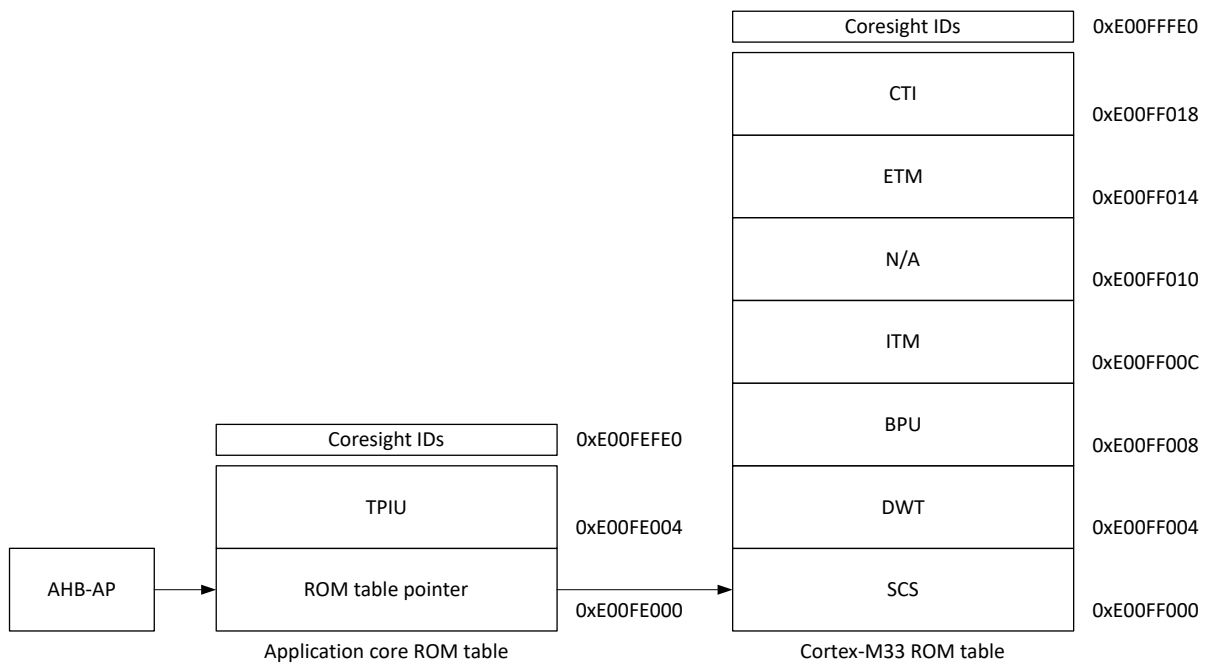 Coresight IDs 0xE00FFFE0
CTI
0xE00FF018
ETM
0xE00FF014
N/A
0xE00FF010
ITM
0xE00FF00C
BPU
Coresight IDs 0xE00FEFE0
0xE00FF008
TPIU
DWT
0xE00FE004
0xE00FF004
AHB-AP
ROM table pointer
SCS
0xE00FE000
0xE00FF000
Application core ROM table
Cortex-M33 ROM table